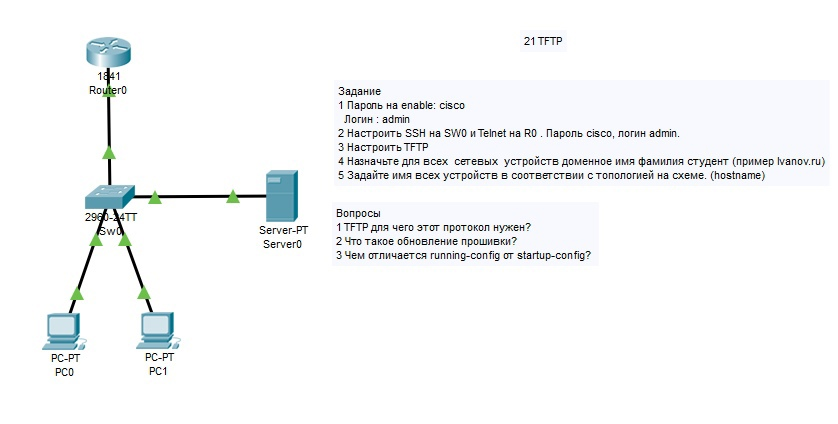 21 TFTP
1841
Router0
Задание
1 Пароль на enable: cisco
Логин : admin
2 Настроить SSH на SW0 и Telnet на R0 . Пароль cisco, логин admin.
3 Настроить TFTP
4 Назначьте для всех сетевых устройств доменное имя фамилия студент (пример Ivanov.ru)
5 Задайте имя всех устройств в соответствии с топологией на схеме. (hostname)
2960-24TT
Sw0
Server-PT
Server0
Вопросы
1 TFTP для чего этот протокол нужен?
2 Что такое обновление прошивки?
3 Чем отличается running-config от startup-config?
PC-PT
PC0
PC-PT
PC1